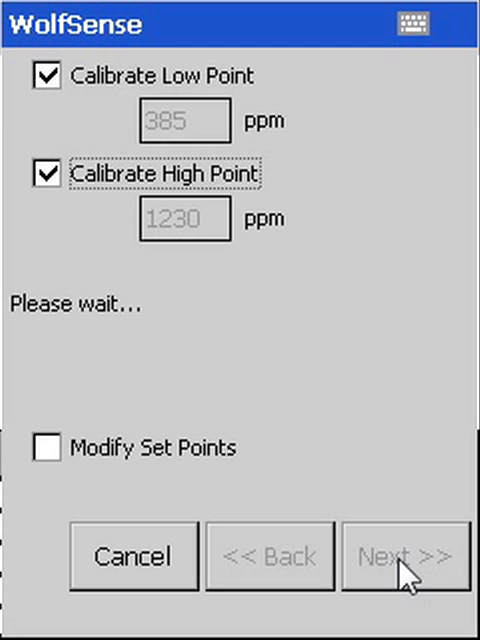 WolfSense
Calibrate Low Point
385 ppm
Calibrate High Point
1230 ppm
Please wait...
Modify Set Points
Cancel << Back Next >>